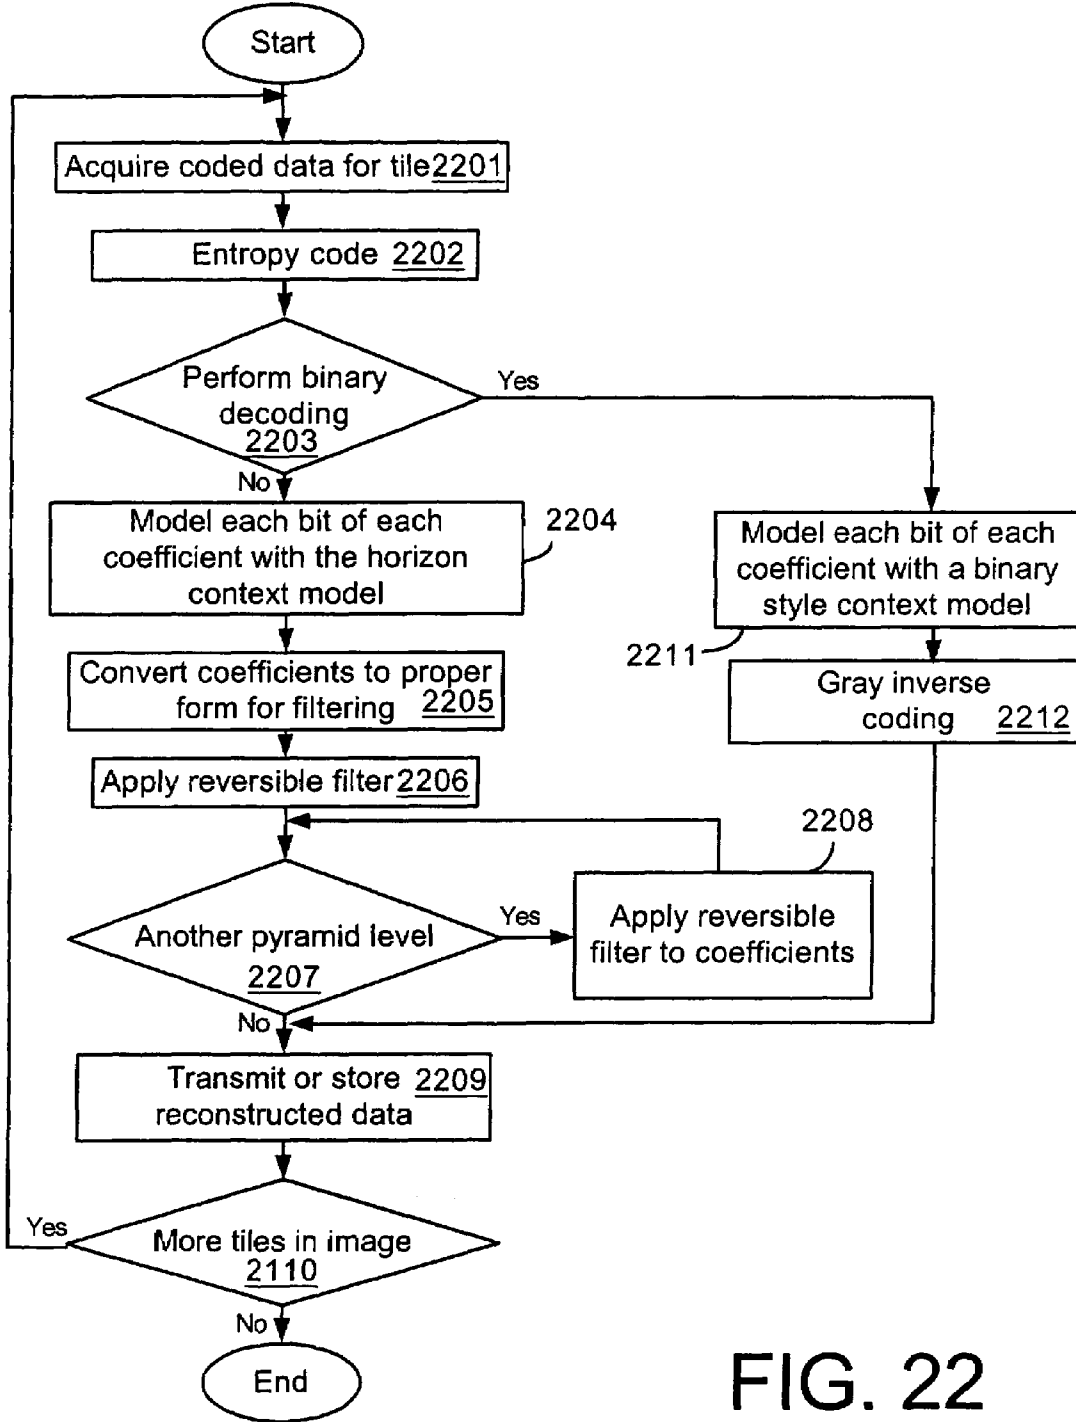 Start
Acquire coded data for tile 2201
Entropy code 2202
Perform binary
decoding
2203
Yes
No
Model each bit of each
coefficient with the horizon
context model
2204
Model each bit of each
coefficient with a binary
style context model
2211
Convert coefficients to proper
form for filtering 2205
Gray inverse
coding 2212
Apply reversible filter 2206
2208
Another pyramid level
2207
Yes
Apply reversible
filter to coefficients
No
Transmit or store 2209
reconstructed data
Yes
More tiles in image
2110
No
End
FIG. 22